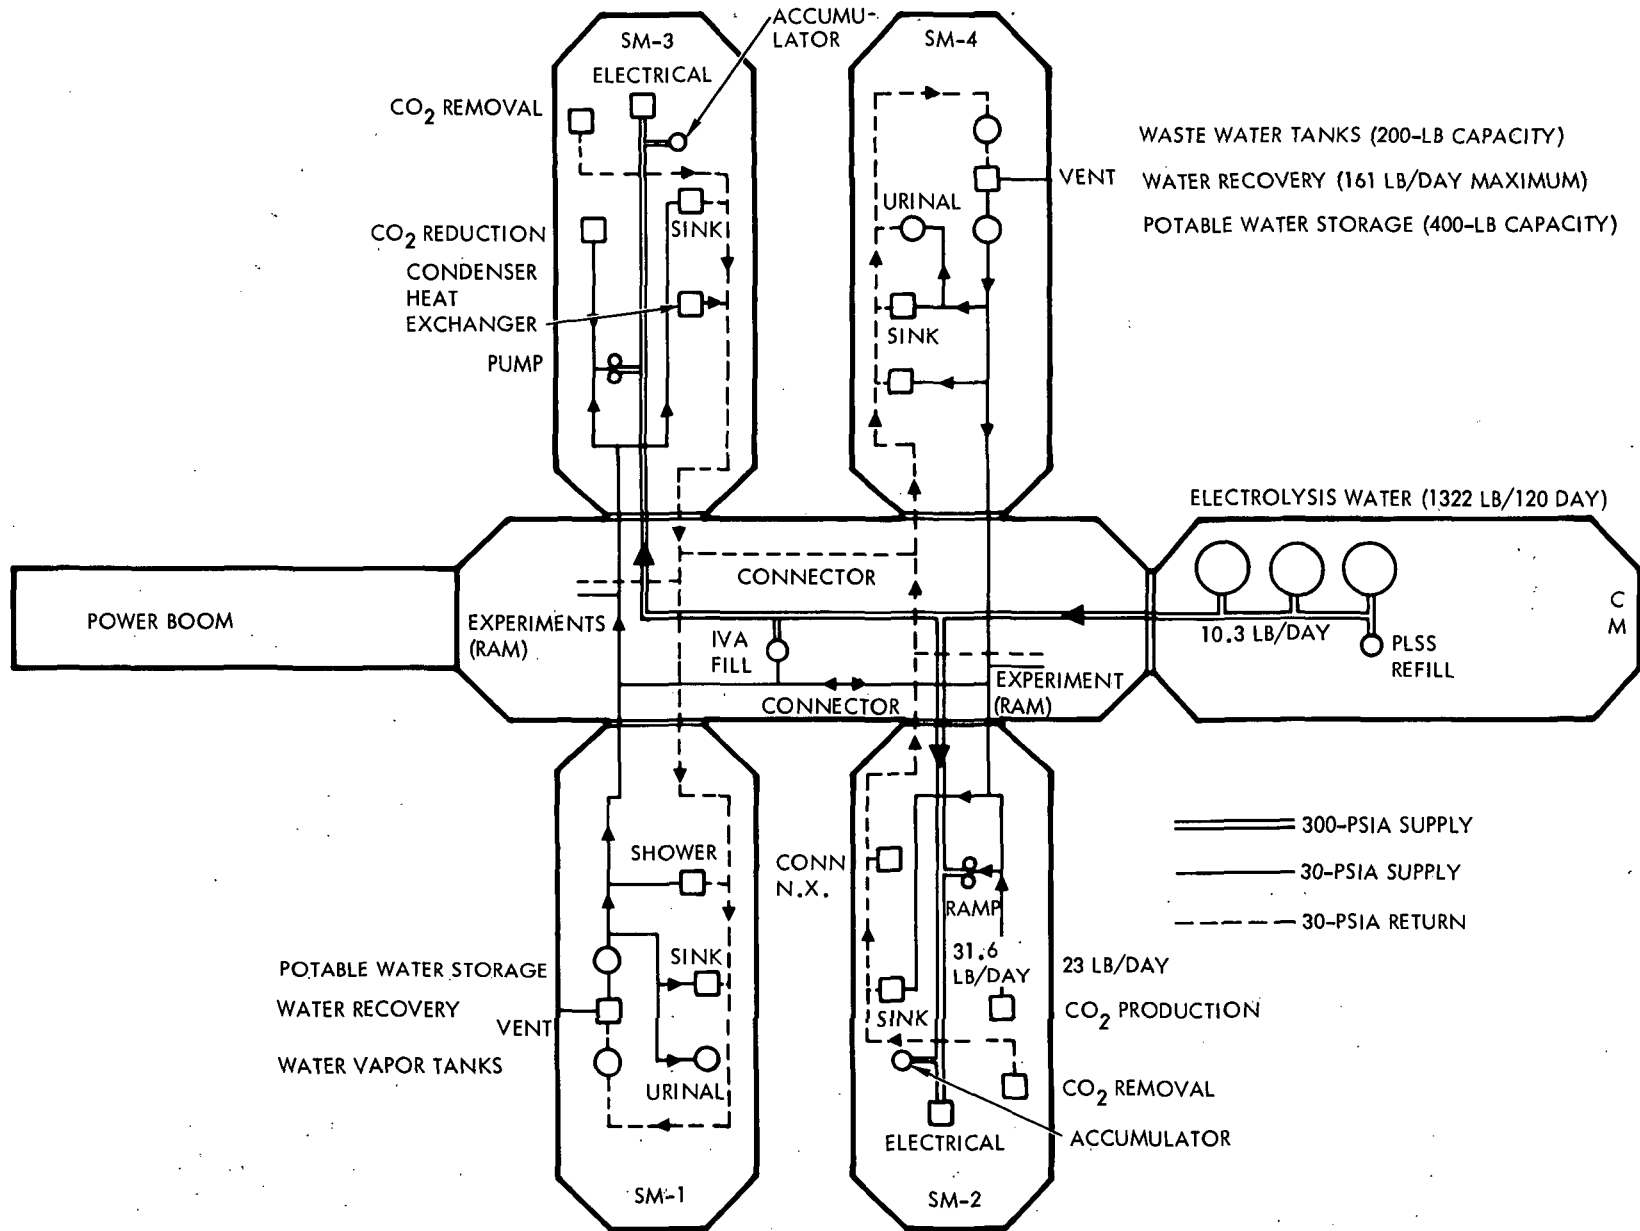 ACCUMU-
LATOR
SM-3
ELECTRICAL
CO2 REMOVAL
CO2 REDUCTION
SINK
CONDENSER
HEAT
EXCHANGER
PUMP
SM-4
WASTE WATER TANKS (200-LB CAPACITY)
VENT
WATER RECOVERY (161 LB/DAY MAXIMUM)
URINAL
POTABLE WATER STORAGE (400-LB CAPACITY)
SINK
ELECTROLYSIS WATER (1322 LB/120 DAY)
CONNECTOR
POWER BOOM
EXPERIMENTS
(RAM)
IVA
FILL
10.3 LB/DAY
PLSS
REFILL
C
M
EXPERIMENT
(RAM)
CONNECTOR
300-PSIA SUPPLY
30-PSIA SUPPLY
30-PSIA RETURN
SHOWER
SINK
POTABLE WATER STORAGE
WATER RECOVERY
VENT
WATER VAPOR TANKS
URINAL
SM-1
CONN
N.X.
RAMP
31.6
LB/DAY
23 LB/DAY
SINK
CO2 PRODUCTION
CO2 REMOVAL
ELECTRICAL
ACCUMULATOR
SM-2